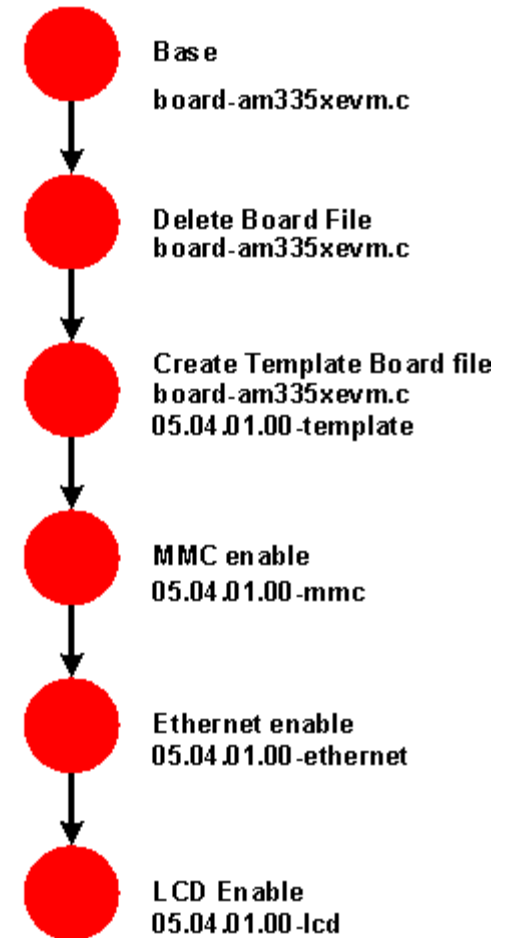 Base
board-am335xevm.c
Delete Board File
board-am335xevm.c
Create Template Board file
board-am335xevm.c
05.04.01.00-template
MMC enable
05.04.01.00-mmc
Ethernet enable
05.04.01.00-ethernet
LCD Enable
05.04.01.00-lcd